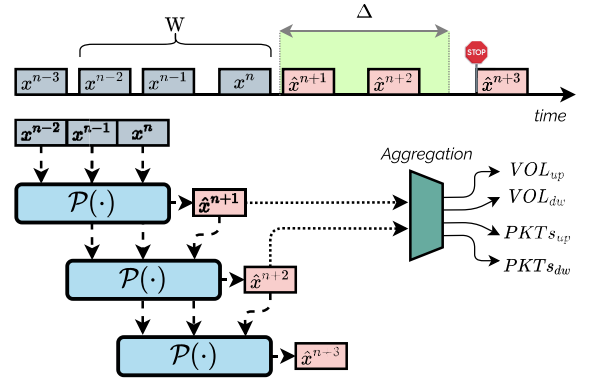 W
Δ
STOP
x^{n-3} x^{n-2} x^{n-1} x^{n} x̂^{n+1} x̂^{n+2} x̂^{n+3}
time
x^{n-2} x^{n-1} x^{n}
Aggregation
P(·) x̂^{n+1}
VOL_{up}
VOL_{dw}
PKTs_{up}
PKTs_{dw}
P(·) x̂^{n+2}
P(·) x̂^{n+3}